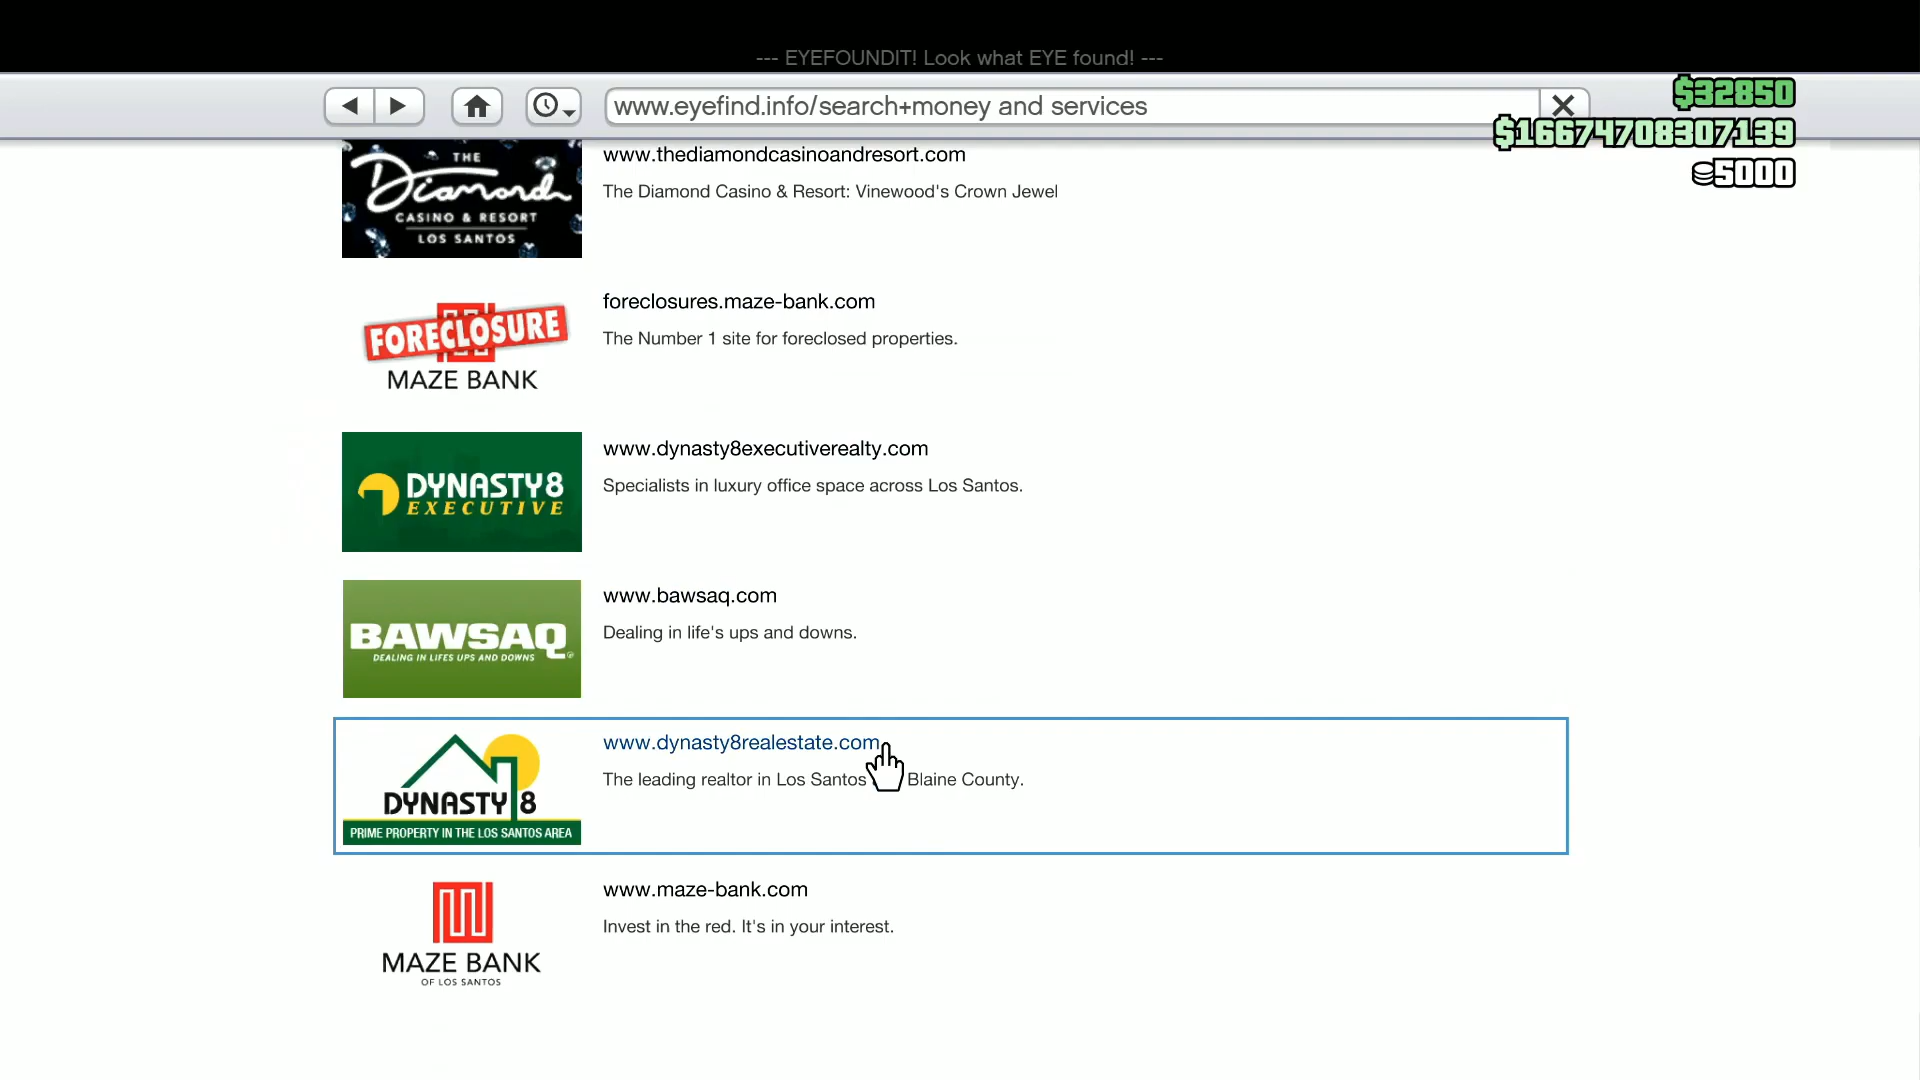 --- EYEFOUNDIT! Look what EYE found! ---
www.eyefind.info/search+money and services
$32850
$16674708307139
5000
THE
Diamond
CASINO & RESORT
LOS SANTOS
www.thediamondcasinoandresort.com
The Diamond Casino & Resort: Vinewood's Crown Jewel
FORECLOSURE
MAZE BANK
foreclosures.maze-bank.com
The Number 1 site for foreclosed properties.
DYNASTY8
EXECUTIVE
www.dynasty8executiverealty.com
Specialists in luxury office space across Los Santos.
BAWSAQ
DEALING IN LIFES UPS AND DOWNS
www.bawsaq.com
Dealing in life's ups and downs.
DYNASTY 8
PRIME PROPERTY IN THE LOS SANTOS AREA
www.dynasty8realestate.com
The leading realtor in Los Santos Blaine County.
MAZE BANK
OF LOS SANTOS
www.maze-bank.com
Invest in the red. It's in your interest.